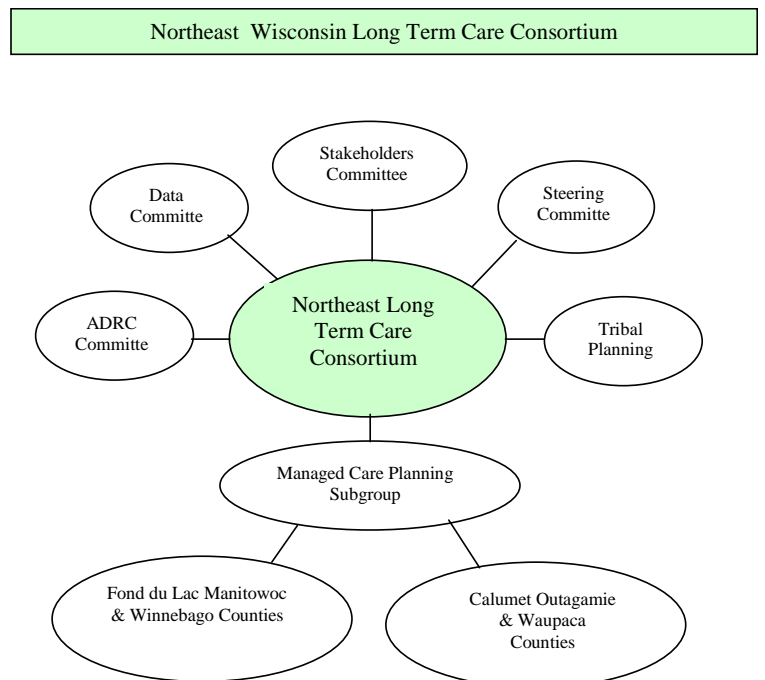 Northeast Wisconsin Long Term Care Consortium
Stakeholders
Committee
Data
Committe
Steering
Committe
Northeast Long
Term Care
Consortium
ADRC
Committe
Tribal
Planning
Managed Care Planning
Subgroup
Fond du Lac Manitowoc
& Winnebago Counties
Calumet Outagamie
& Waupaca
Counties